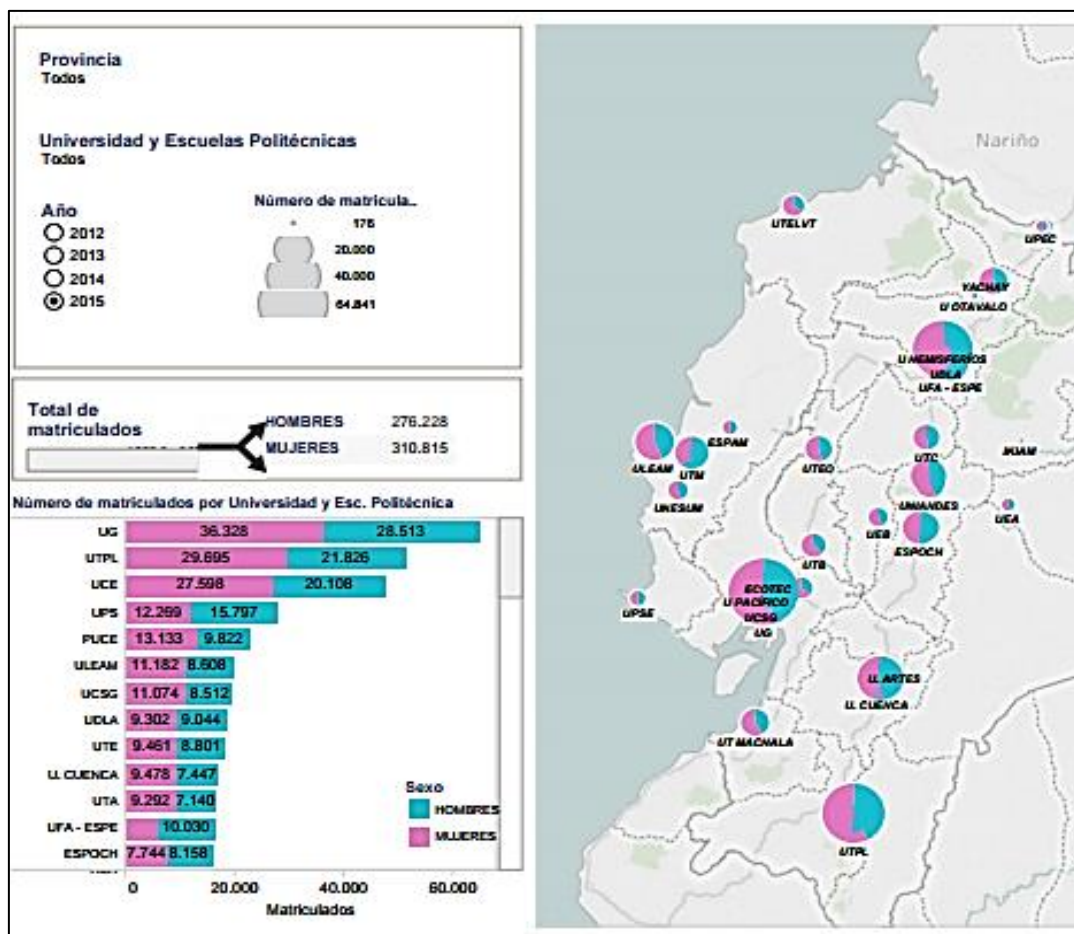 Provincia
Todos
Universidad y Escuelas Politécnicas
Todos
Año
2012
2013
2014
2015
Número de matricula..
176
20.000
40.000
64.841
Total de
matriculados
HOMBRES 276.228
MUJERES 310.815
Número de matriculados por Universidad y Esc. Politécnica
UG 36.328 28.513
UTPL 29.695 21.826
UCE 27.598 20.108
UPS 12.269 15.797
PUCE 13.133 9.822
ULEAM 11.182 8.608
UCSG 11.074 8.512
UDLA 9.302 9.044
UTE 9.461 8.801
U. CUENCA 9.478 7.447
UTA 9.292 7.140
UFA - ESPE 10.030
ESPOCH 7.744 8.158
Sexo
HOMBRES
MUJERES
0 20.000 40.000 60.000
Matriculados
Nariño
UTELVT
UPEC
YACHAY
U OTAVALO
U HEMISFERIOS
UDLA
UFA - ESPE
ESPAM
ULEAM
UTM
UTEQ
UTC
IKIAM
UNESUM
UNIANDES
UEA
UEB
ESPOCH
UTB
UPSE
ECOTEC
U PACÍFICO
UCSG
UG
U. ARTES
U. CUENCA
UT MACHALA
UTPL